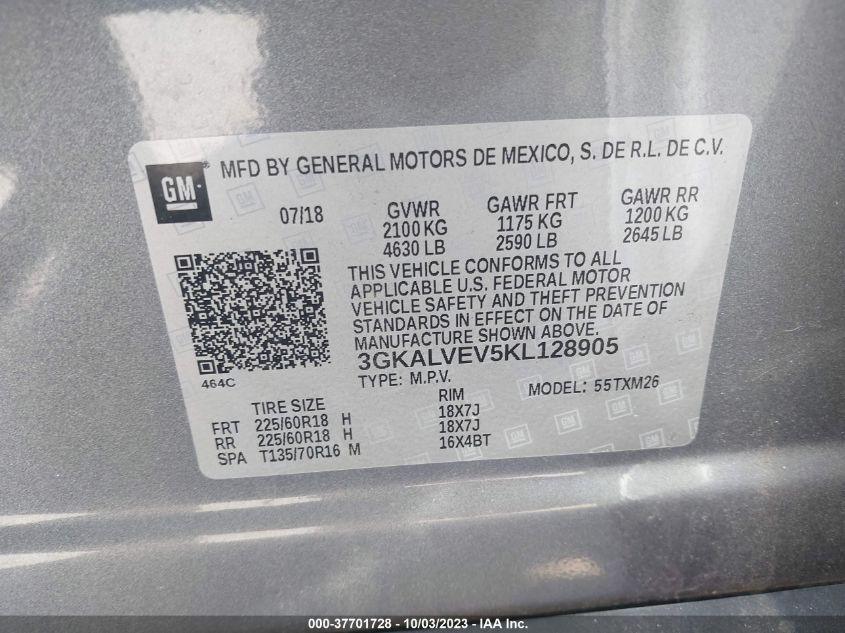 GM
MFD BY GENERAL MOTORS DE MEXICO, S. DE R.L. DE C.V.
07/18 GVWR GAWR FRT GAWR RR
2100 KG 1175 KG 1200 KG
4630 LB 2590 LB 2645 LB
THIS VEHICLE CONFORMS TO ALL
APPLICABLE U.S. FEDERAL MOTOR
VEHICLE SAFETY AND THEFT PREVENTION
STANDARDS IN EFFECT ON THE DATE OF
MANUFACTURE SHOWN ABOVE.
3GKALVEV5KL128905
464C
TYPE: M.P.V. MODEL: 55TXM26
TIRE SIZE RIM
FRT 225/60R18 H 18X7J
RR 225/60R18 H 18X7J
SPA T135/70R16 M 16X4BT
000-37701728 - 10/03/2023 - IAA Inc.